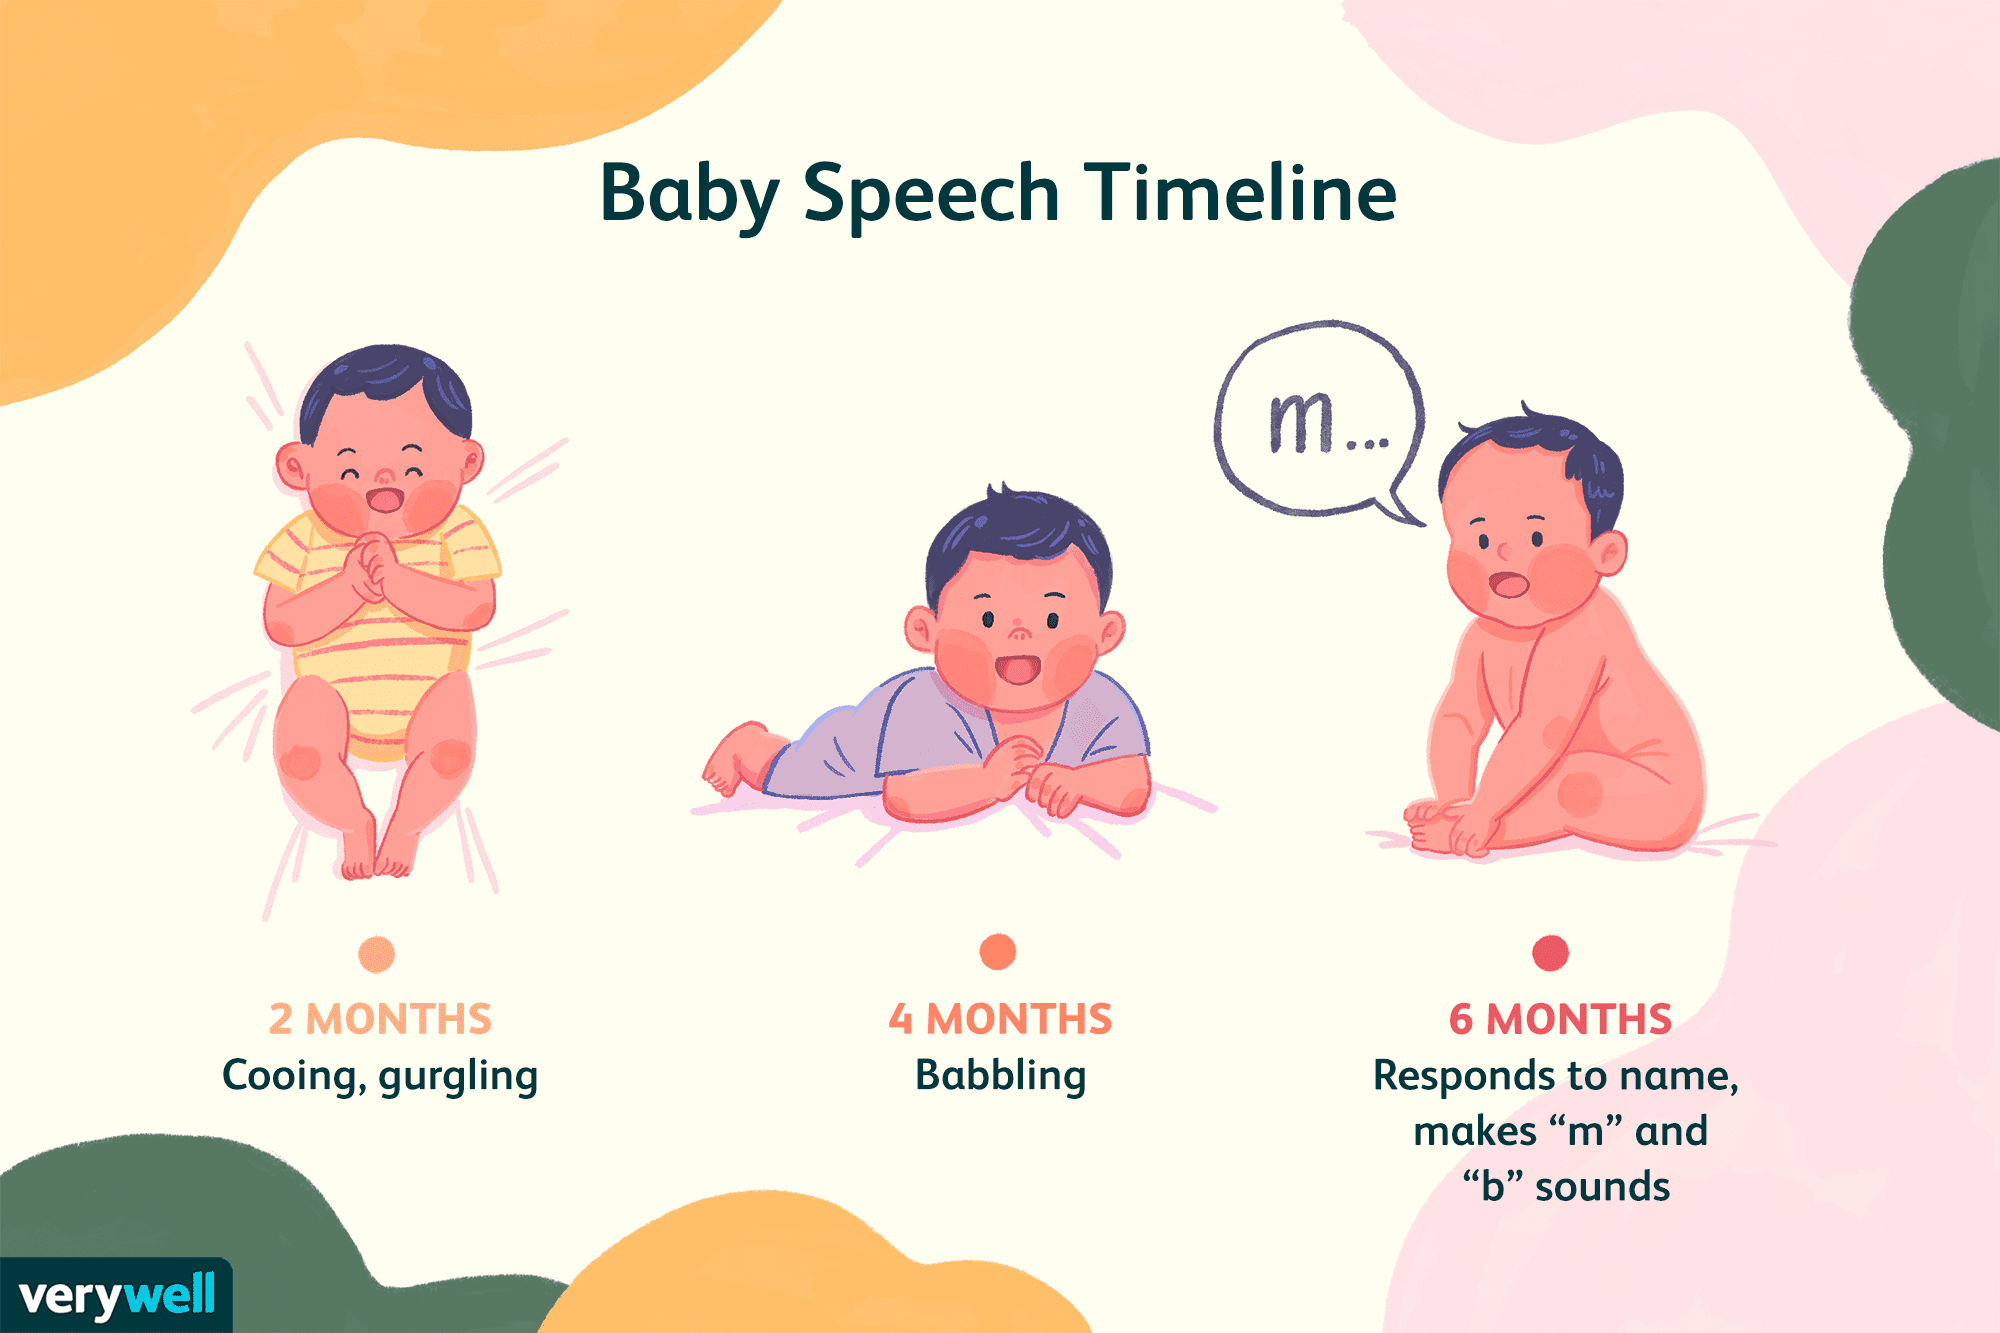 Baby Speech Timeline
m...
2 MONTHS
Cooing, gurgling
4 MONTHS
Babbling
6 MONTHS
Responds to name,
makes “m” and
“b” sounds
verywell